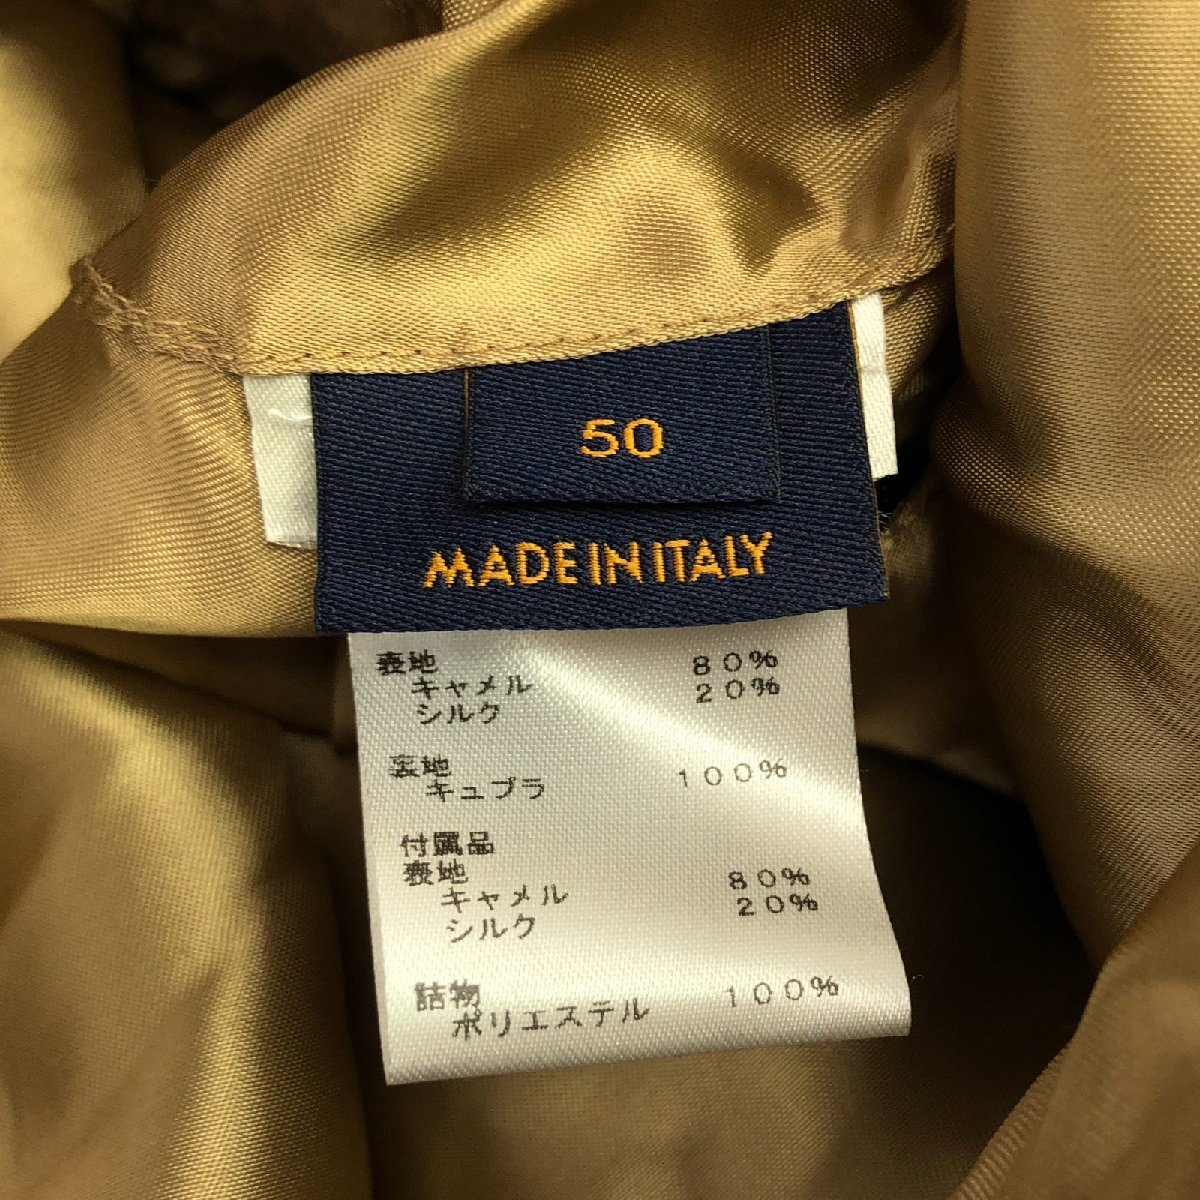 50
MADE IN ITALY
表地
キャメル 80%
シルク 20%
裏地
キュプラ 100%
付属品
表地
キャメル 80%
シルク 20%
詰物
ポリエステル 100%